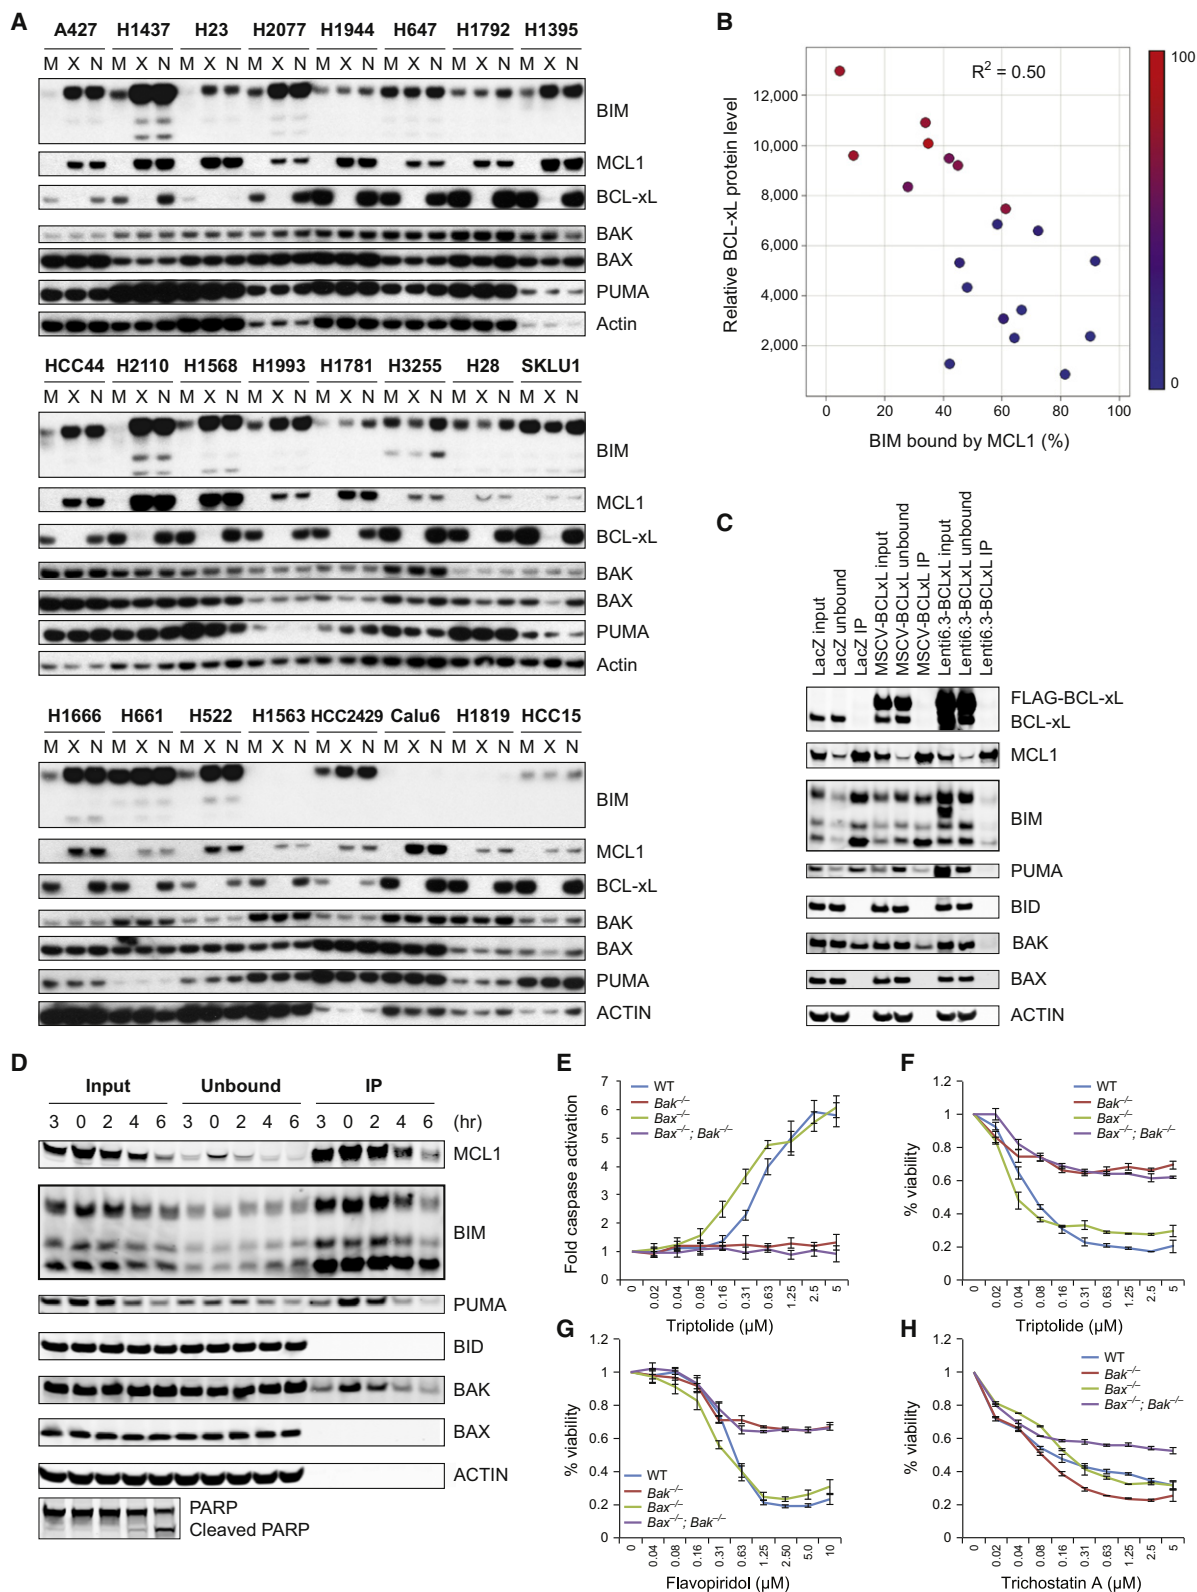 A
A427 H1437 H23 H2077 H1944 H647 H1792 H1395
M X N M X N M X N M X N M X N M X N M X N M X N
BIM
MCL1
BCL-xL
BAK
BAX
PUMA
Actin
HCC44 H2110 H1568 H1993 H1781 H3255 H28 SKLU1
M X N M X N M X N M X N M X N M X N M X N M X N
BIM
MCL1
BCL-xL
BAK
BAX
PUMA
Actin
H1666 H661 H522 H1563 HCC2429 Calu6 H1819 HCC15
M X N M X N M X N M X N M X N M X N M X N M X N
BIM
MCL1
BCL-xL
BAK
BAX
PUMA
ACTIN
B
R² = 0.50
Relative BCL-xL protein level
12,000
10,000
8,000
6,000
4,000
2,000
0 20 40 60 80 100
BIM bound by MCL1 (%)
100
0
C
LacZ input
LacZ unbound
LacZ IP
MSCV-BCLxL input
MSCV-BCLxL unbound
MSCV-BCLxL IP
Lenti6.3-BCLxL input
Lenti6.3-BCLxL unbound
Lenti6.3-BCLxL IP
FLAG-BCL-xL
BCL-xL
MCL1
BIM
PUMA
BID
BAK
BAX
ACTIN
D
Input Unbound IP
3 0 2 4 6 3 0 2 4 6 3 0 2 4 6 (hr)
MCL1
BIM
PUMA
BID
BAK
BAX
ACTIN
PARP
Cleaved PARP
E
Fold caspase activation
7
6
5
4
3
2
1
0
WT
Bak⁻/⁻
Bax⁻/⁻
Bax⁻/⁻; Bak⁻/⁻
0 0.02 0.04 0.08 0.16 0.31 0.63 1.25 2.5 5
Triptolide (µM)
F
% viability
1.2
1
0.8
0.6
0.4
0.2
0
WT
Bak⁻/⁻
Bax⁻/⁻
Bax⁻/⁻; Bak⁻/⁻
0 0.02 0.04 0.08 0.16 0.31 0.63 1.25 2.5 5
Triptolide (µM)
G
% viability
1.2
1
0.8
0.6
0.4
0.2
0
WT
Bak⁻/⁻
Bax⁻/⁻
Bax⁻/⁻; Bak⁻/⁻
0 0.04 0.08 0.16 0.31 0.63 1.25 2.50 5.0 10
Flavopiridol (µM)
H
% viability
1.2
1
0.8
0.6
0.4
0.2
0
WT
Bak⁻/⁻
Bax⁻/⁻
Bax⁻/⁻; Bak⁻/⁻
0 0.02 0.04 0.08 0.16 0.31 0.63 1.25 2.5 5
Trichostatin A (µM)